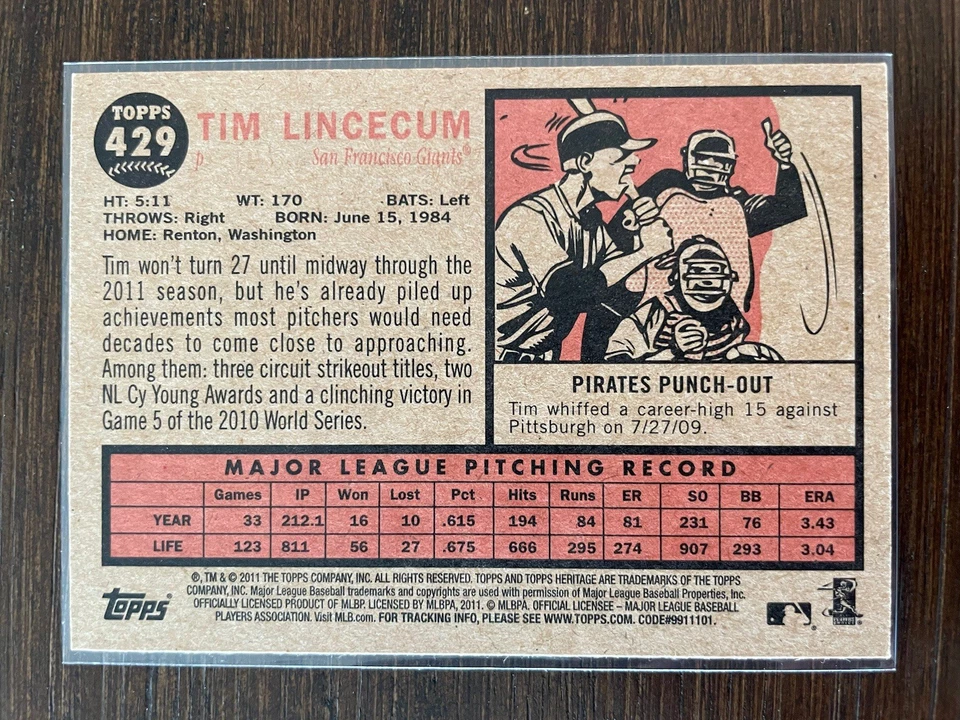 TOPPS
429
TIM LINCECUM
p San Francisco Giants®
HT: 5:11 WT: 170 BATS: Left
THROWS: Right BORN: June 15, 1984
HOME: Renton, Washington
Tim won't turn 27 until midway through the
2011 season, but he's already piled up
achievements most pitchers would need
decades to come close to approaching.
Among them: three circuit strikeout titles, two
NL Cy Young Awards and a clinching victory in
Game 5 of the 2010 World Series.
PIRATES PUNCH-OUT
Tim whiffed a career-high 15 against
Pittsburgh on 7/27/09.
MAJOR LEAGUE PITCHING RECORD
Games IP Won Lost Pct Hits Runs ER SO BB ERA
YEAR 33 212.1 16 10 .615 194 84 81 231 76 3.43
LIFE 123 811 56 27 .675 666 295 274 907 293 3.04
Topps®
®, TM & © 2011 THE TOPPS COMPANY, INC. ALL RIGHTS RESERVED. TOPPS AND TOPPS HERITAGE ARE TRADEMARKS OF THE TOPPS
COMPANY, INC. Major League Baseball trademarks and copyrights are used with permission of Major League Baseball Properties, Inc.
OFFICIALLY LICENSED PRODUCT OF MLBP. LICENSED BY MLBPA, 2011. © MLBPA. OFFICIAL LICENSEE – MAJOR LEAGUE BASEBALL
PLAYERS ASSOCIATION. Visit MLB.com. FOR TRACKING INFO, PLEASE SEE WWW.TOPPS.COM. CODE#9911101.